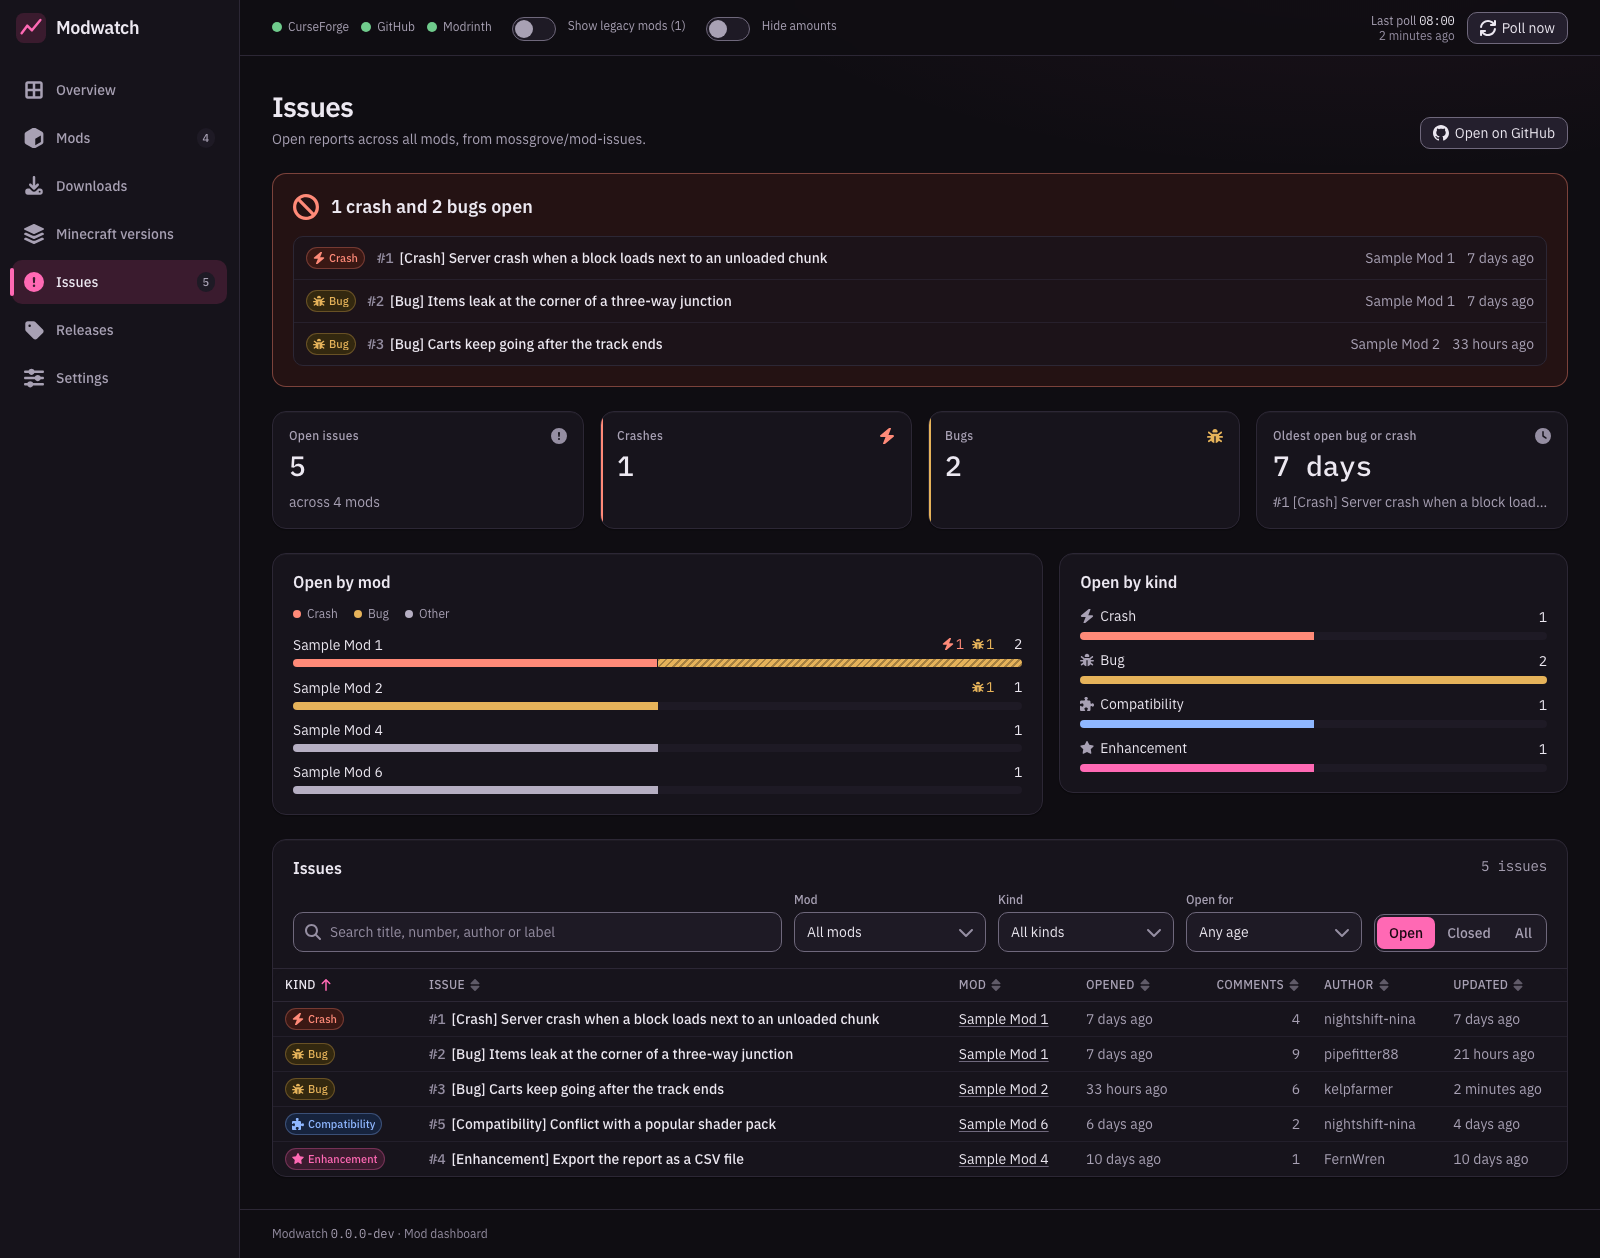 Modwatch
CurseForge GitHub Modrinth Show legacy mods (1) Hide amounts
Last poll 08:00
2 minutes ago
Poll now
Overview
Mods 4
Downloads
Minecraft versions
Issues 5
Releases
Settings
Issues
Open reports across all mods, from mossgrove/mod-issues.
Open on GitHub
1 crash and 2 bugs open
Crash #1 [Crash] Server crash when a block loads next to an unloaded chunk Sample Mod 1 7 days ago
Bug #2 [Bug] Items leak at the corner of a three-way junction Sample Mod 1 7 days ago
Bug #3 [Bug] Carts keep going after the track ends Sample Mod 2 33 hours ago
Open issues
5
across 4 mods
Crashes
1
Bugs
2
Oldest open bug or crash
7 days
#1 [Crash] Server crash when a block load...
Open by mod
Crash Bug Other
Sample Mod 1 1 1 2
Sample Mod 2 1 1
Sample Mod 4 1
Sample Mod 6 1
Open by kind
Crash 1
Bug 2
Compatibility 1
Enhancement 1
Issues 5 issues
Mod Kind Open for
Search title, number, author or label All mods All kinds Any age Open Closed All
KIND ISSUE MOD OPENED COMMENTS AUTHOR UPDATED
Crash #1 [Crash] Server crash when a block loads next to an unloaded chunk Sample Mod 1 7 days ago 4 nightshift-nina 7 days ago
Bug #2 [Bug] Items leak at the corner of a three-way junction Sample Mod 1 7 days ago 9 pipefitter88 21 hours ago
Bug #3 [Bug] Carts keep going after the track ends Sample Mod 2 33 hours ago 6 kelpfarmer 2 minutes ago
Compatibility #5 [Compatibility] Conflict with a popular shader pack Sample Mod 6 6 days ago 2 nightshift-nina 4 days ago
Enhancement #4 [Enhancement] Export the report as a CSV file Sample Mod 4 10 days ago 1 FernWren 10 days ago
Modwatch 0.0.0-dev · Mod dashboard